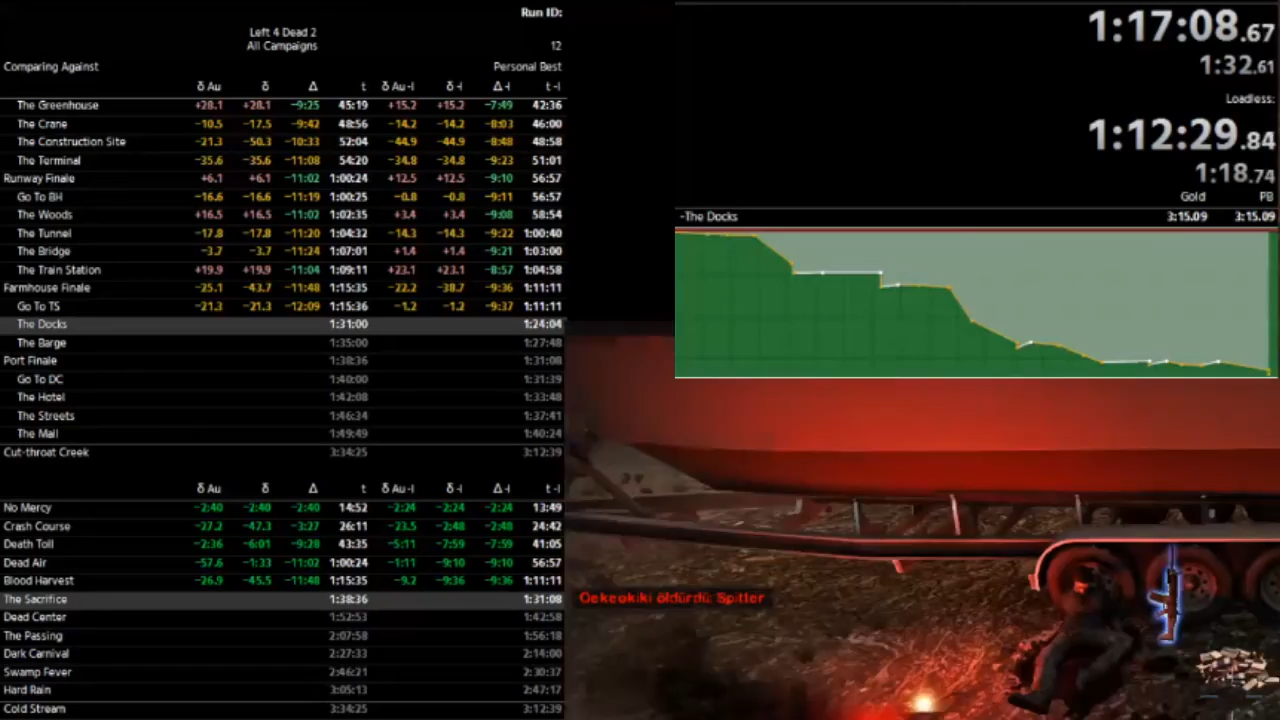 Run ID:
Left 4 Dead 2
All Campaigns
12
Comparing Against Personal Best
δ Au δ Δ t δ Au -l δ -l Δ -l t -l
The Greenhouse +28.1 +28.1 −9:25 45:19 +15.2 +15.2 −7:49 42:36
The Crane −10.5 −17.5 −9:42 48:56 −14.2 −14.2 −8:03 46:00
The Construction Site −21.3 −50.3 −10:33 52:04 −44.9 −44.9 −8:48 48:58
The Terminal −35.6 −35.6 −11:08 54:20 −34.8 −34.8 −9:23 51:01
Runway Finale +6.1 +6.1 −11:02 1:00:24 +12.5 +12.5 −9:10 56:57
Go To BH −16.6 −16.6 −11:19 1:00:25 −0.8 −0.8 −9:11 56:57
The Woods +16.5 +16.5 −11:02 1:02:35 +3.4 +3.4 −9:08 58:54
The Tunnel −17.8 −17.8 −11:20 1:04:32 −14.3 −14.3 −9:22 1:00:40
The Bridge −3.7 −3.7 −11:24 1:07:01 +1.4 +1.4 −9:21 1:03:00
The Train Station +19.9 +19.9 −11:04 1:09:11 +23.1 +23.1 −8:57 1:04:58
Farmhouse Finale −25.1 −43.7 −11:48 1:15:35 −22.2 −38.7 −9:36 1:11:11
Go To TS −21.3 −21.3 −12:09 1:15:36 −1.2 −1.2 −9:37 1:11:11
The Docks 1:31:00 1:24:04
The Barge 1:35:00 1:27:48
Port Finale 1:38:36 1:31:08
Go To DC 1:40:00 1:31:39
The Hotel 1:42:08 1:33:48
The Streets 1:46:34 1:37:41
The Mall 1:49:49 1:40:24
Cut-throat Creek 3:34:25 3:12:39
δ Au δ Δ t δ Au -l δ -l Δ -l t -l
No Mercy −2:40 −2:40 −2:40 14:52 −2:24 −2:24 −2:24 13:49
Crash Course −27.2 −47.3 −3:27 26:11 −23.5 −2:48 −2:48 24:42
Death Toll −2:36 −6:01 −9:28 43:35 −5:11 −7:59 −7:59 41:05
Dead Air −57.6 −1:33 −11:02 1:00:24 −1:11 −9:10 −9:10 56:57
Blood Harvest −26.9 −45.5 −11:48 1:15:35 −9.2 −9:36 −9:36 1:11:11
The Sacrifice 1:38:36 1:31:08
Dead Center 1:52:53 1:42:58
The Passing 2:07:58 1:56:18
Dark Carnival 2:27:33 2:14:00
Swamp Fever 2:46:21 2:30:37
Hard Rain 3:05:13 2:47:17
Cold Stream 3:34:25 3:12:39
1:17:08.67
1:32.61
Loadless:
1:12:29.84
1:18.74
Gold PB
-The Docks 3:15.09 3:15.09
Oekeokiki öldürdü: Spitter